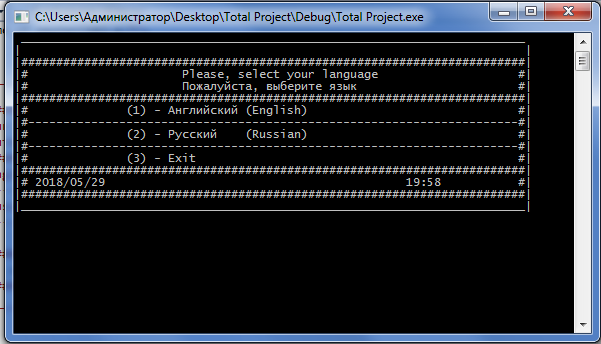 C:\Users\Администратор\Desktop\Total Project\Debug\Total Project.exe
Please, select your language
Пожалуйста, выберите язык
(1) - Английский (English)
(2) - Русский (Russian)
(3) - Exit
2018/05/29 19:58